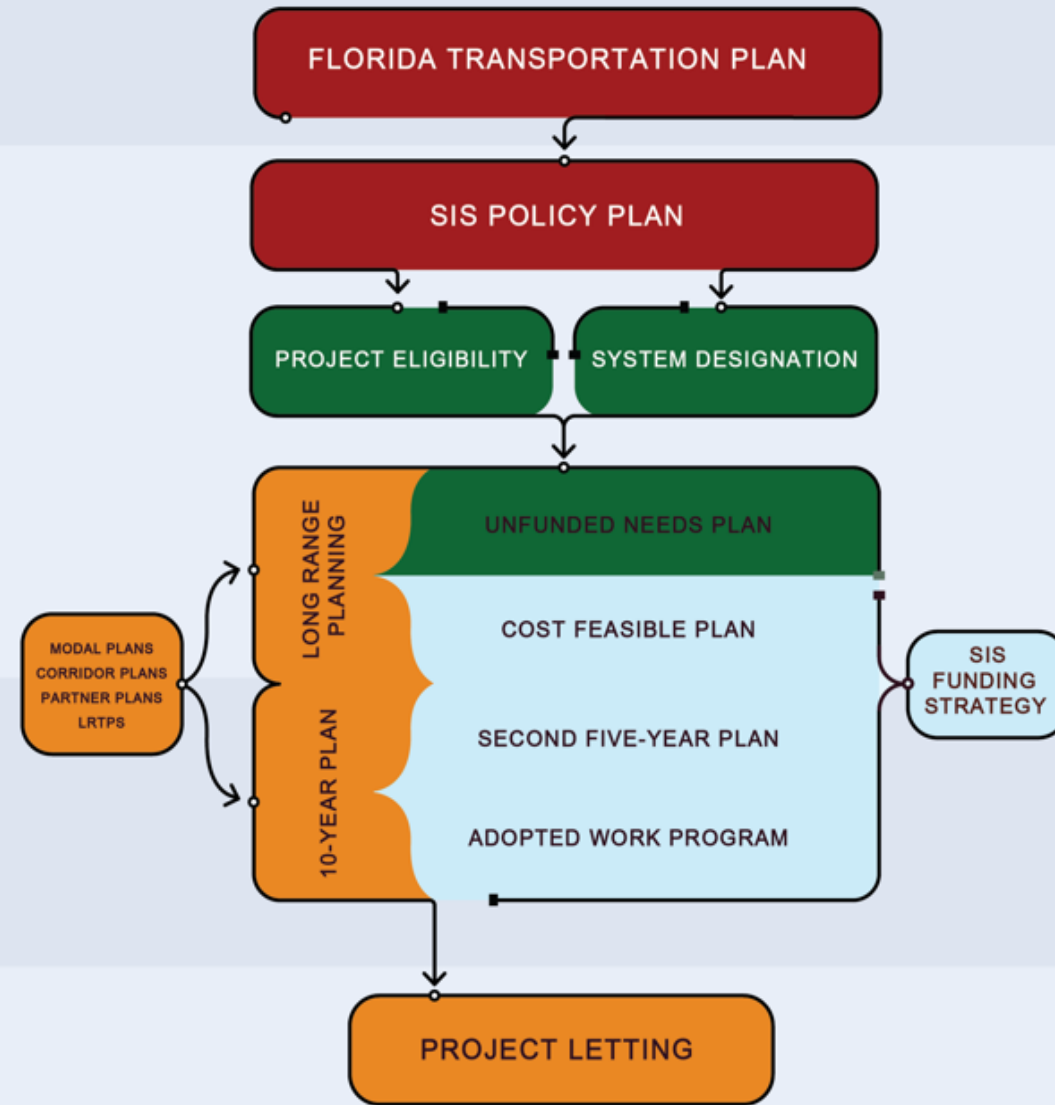 FLORIDA TRANSPORTATION PLAN
SIS POLICY PLAN
PROJECT ELIGIBILITY
SYSTEM DESIGNATION
LONG RANGE
PLANNING
UNFUNDED NEEDS PLAN
COST FEASIBLE PLAN
MODAL PLANS
CORRIDOR PLANS
PARTNER PLANS
LRTPS
SIS
FUNDING
STRATEGY
10-YEAR PLAN
SECOND FIVE-YEAR PLAN
ADOPTED WORK PROGRAM
PROJECT LETTING